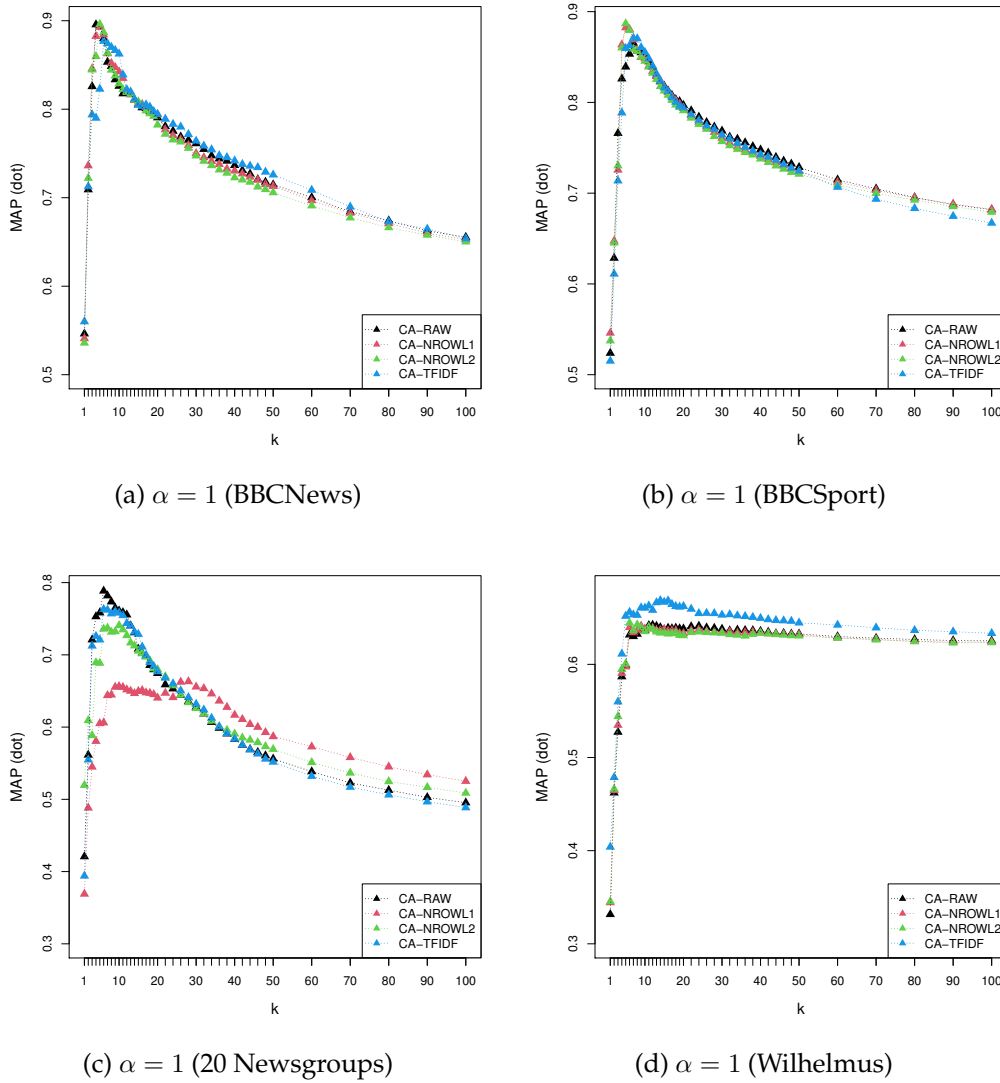 0.9
0.8
0.7
0.6
0.5
MAP (dot)
1 10 20 30 40 50 60 70 80 90 100
k
CA−RAW
CA−NROWL1
CA−NROWL2
CA−TFIDF
(a) α = 1 (BBCNews)
0.9
0.8
0.7
0.6
0.5
MAP (dot)
1 10 20 30 40 50 60 70 80 90 100
k
CA−RAW
CA−NROWL1
CA−NROWL2
CA−TFIDF
(b) α = 1 (BBCSport)
0.8
0.7
0.6
0.5
0.4
0.3
MAP (dot)
1 10 20 30 40 50 60 70 80 90 100
k
CA−RAW
CA−NROWL1
CA−NROWL2
CA−TFIDF
(c) α = 1 (20 Newsgroups)
0.6
0.5
0.4
0.3
MAP (dot)
1 10 20 30 40 50 60 70 80 90 100
k
CA−RAW
CA−NROWL1
CA−NROWL2
CA−TFIDF
(d) α = 1 (Wilhelmus)